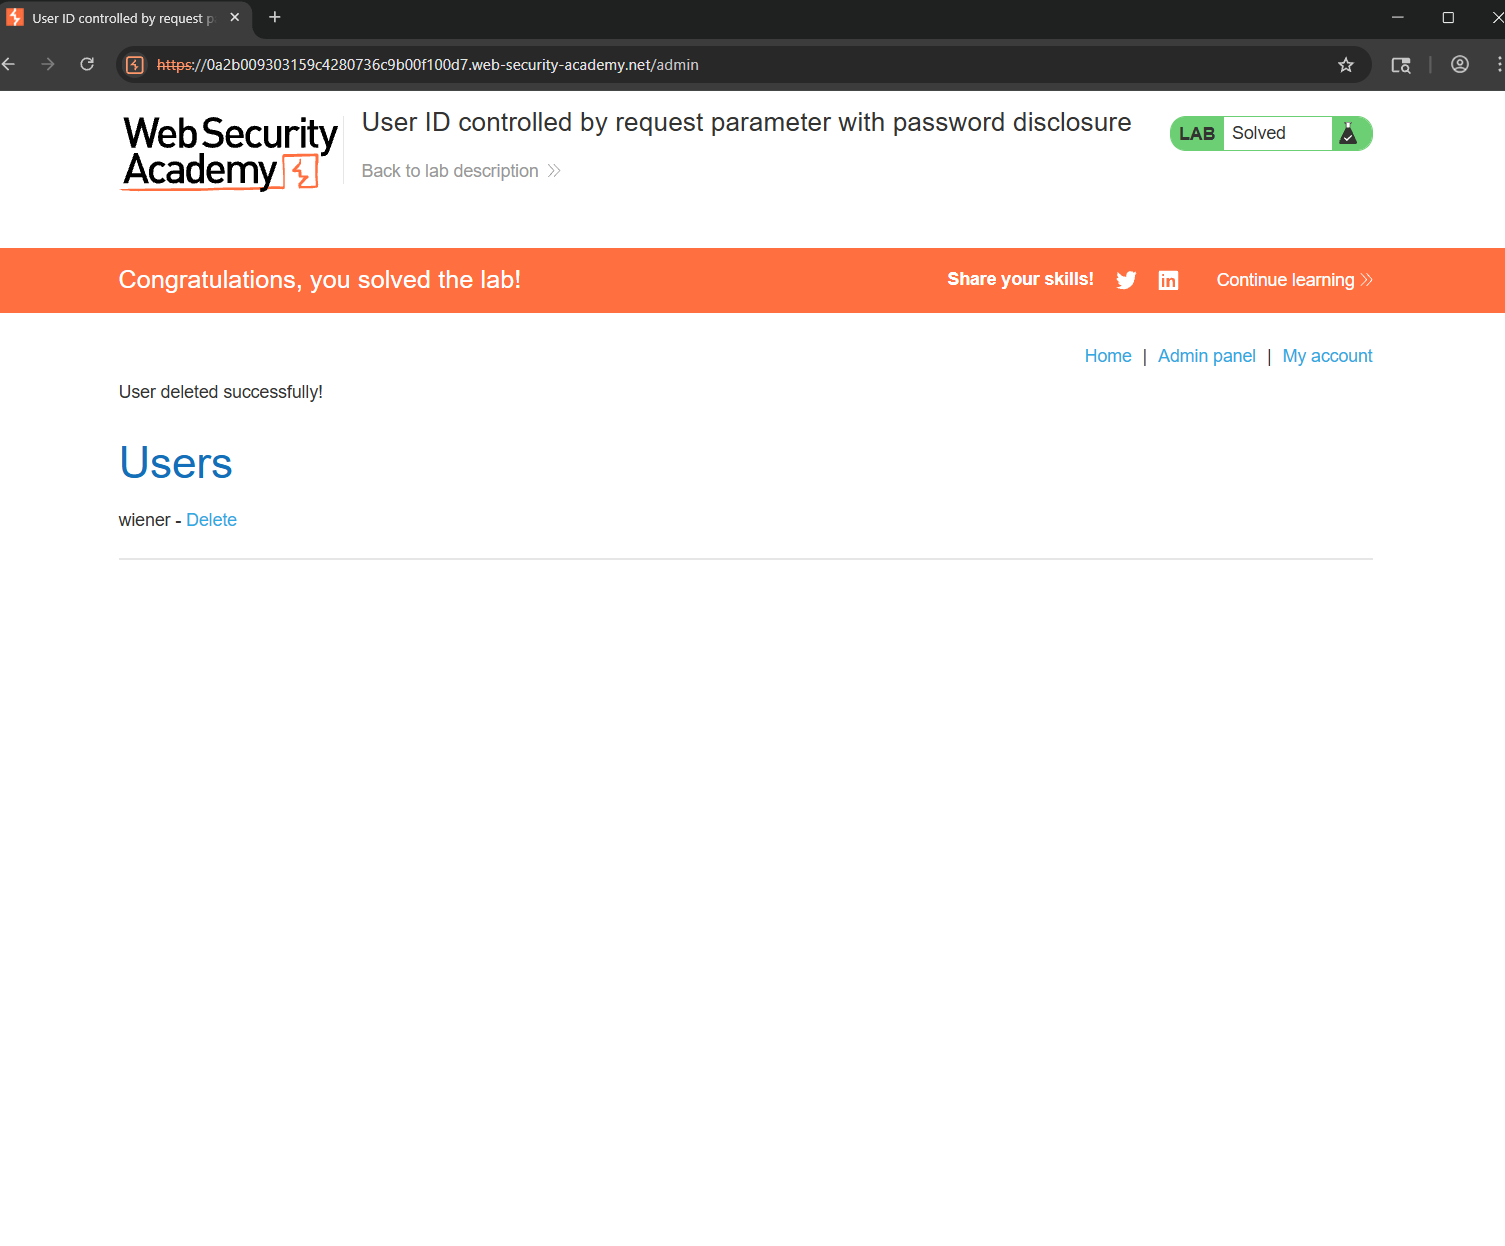 User ID controlled by request p
https://0a2b009303159c4280736c9b00f100d7.web-security-academy.net/admin
Web Security
Academy
User ID controlled by request parameter with password disclosure
Back to lab description
LAB Solved
Congratulations, you solved the lab!
Share your skills!
Continue learning
Home | Admin panel | My account
User deleted successfully!
Users
wiener - Delete